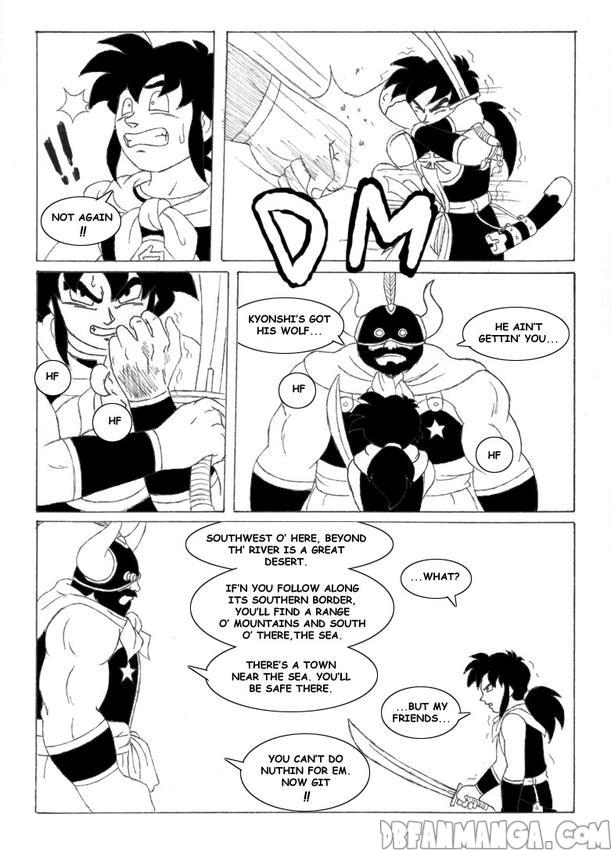 !!
NOT AGAIN
!!
DM
HF
HF
KYONSHI'S GOT
HIS WOLF...
HE AIN'T
GETTIN' YOU...
HF
HF
SOUTHWEST O' HERE, BEYOND
TH' RIVER IS A GREAT
DESERT.
IF'N YOU FOLLOW ALONG
ITS SOUTHERN BORDER,
YOU'LL FIND A RANGE
O' MOUNTAINS AND SOUTH
O' THERE,THE SEA.
THERE'S A TOWN
NEAR THE SEA. YOU'LL
BE SAFE THERE.
...WHAT?
...BUT MY
FRIENDS...
YOU CAN'T DO
NUTHIN FOR EM.
NOW GIT
!!
DBFANMANGA.COM